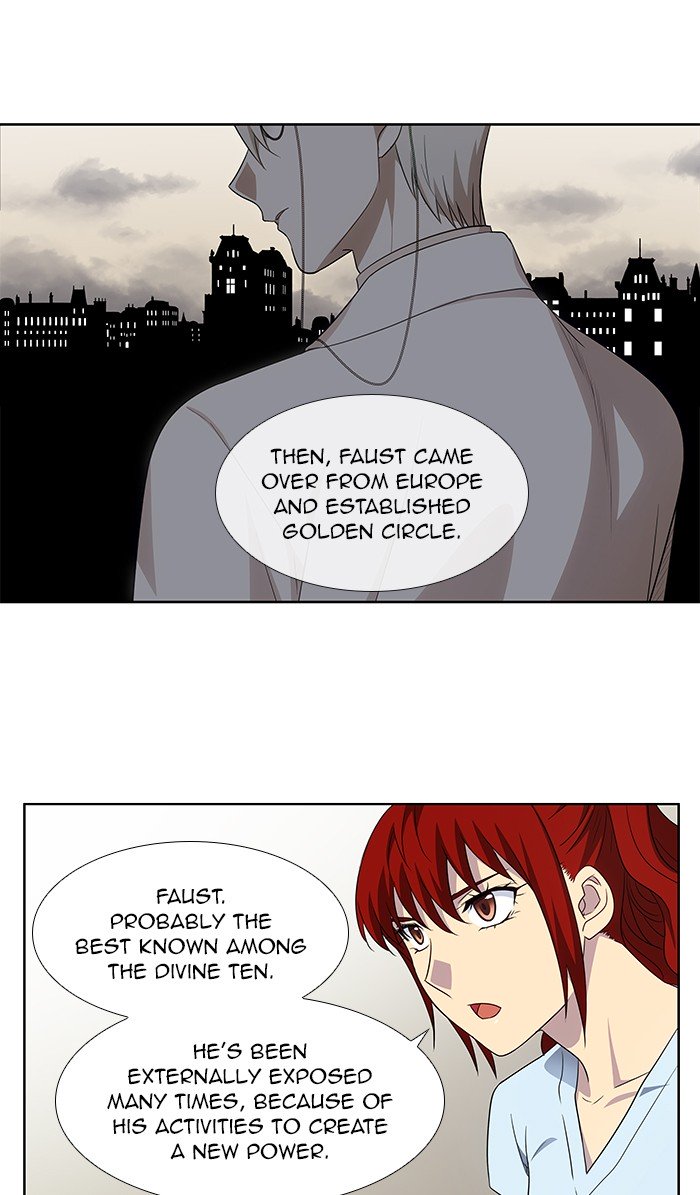 THEN, FAUST CAME
OVER FROM EUROPE
AND ESTABLISHED
GOLDEN CIRCLE.
FAUST.
PROBABLY THE
BEST KNOWN AMONG
THE DIVINE TEN.
HE'S BEEN
EXTERNALLY EXPOSED
MANY TIMES, BECAUSE OF
HIS ACTIVITIES TO CREATE
A NEW POWER.